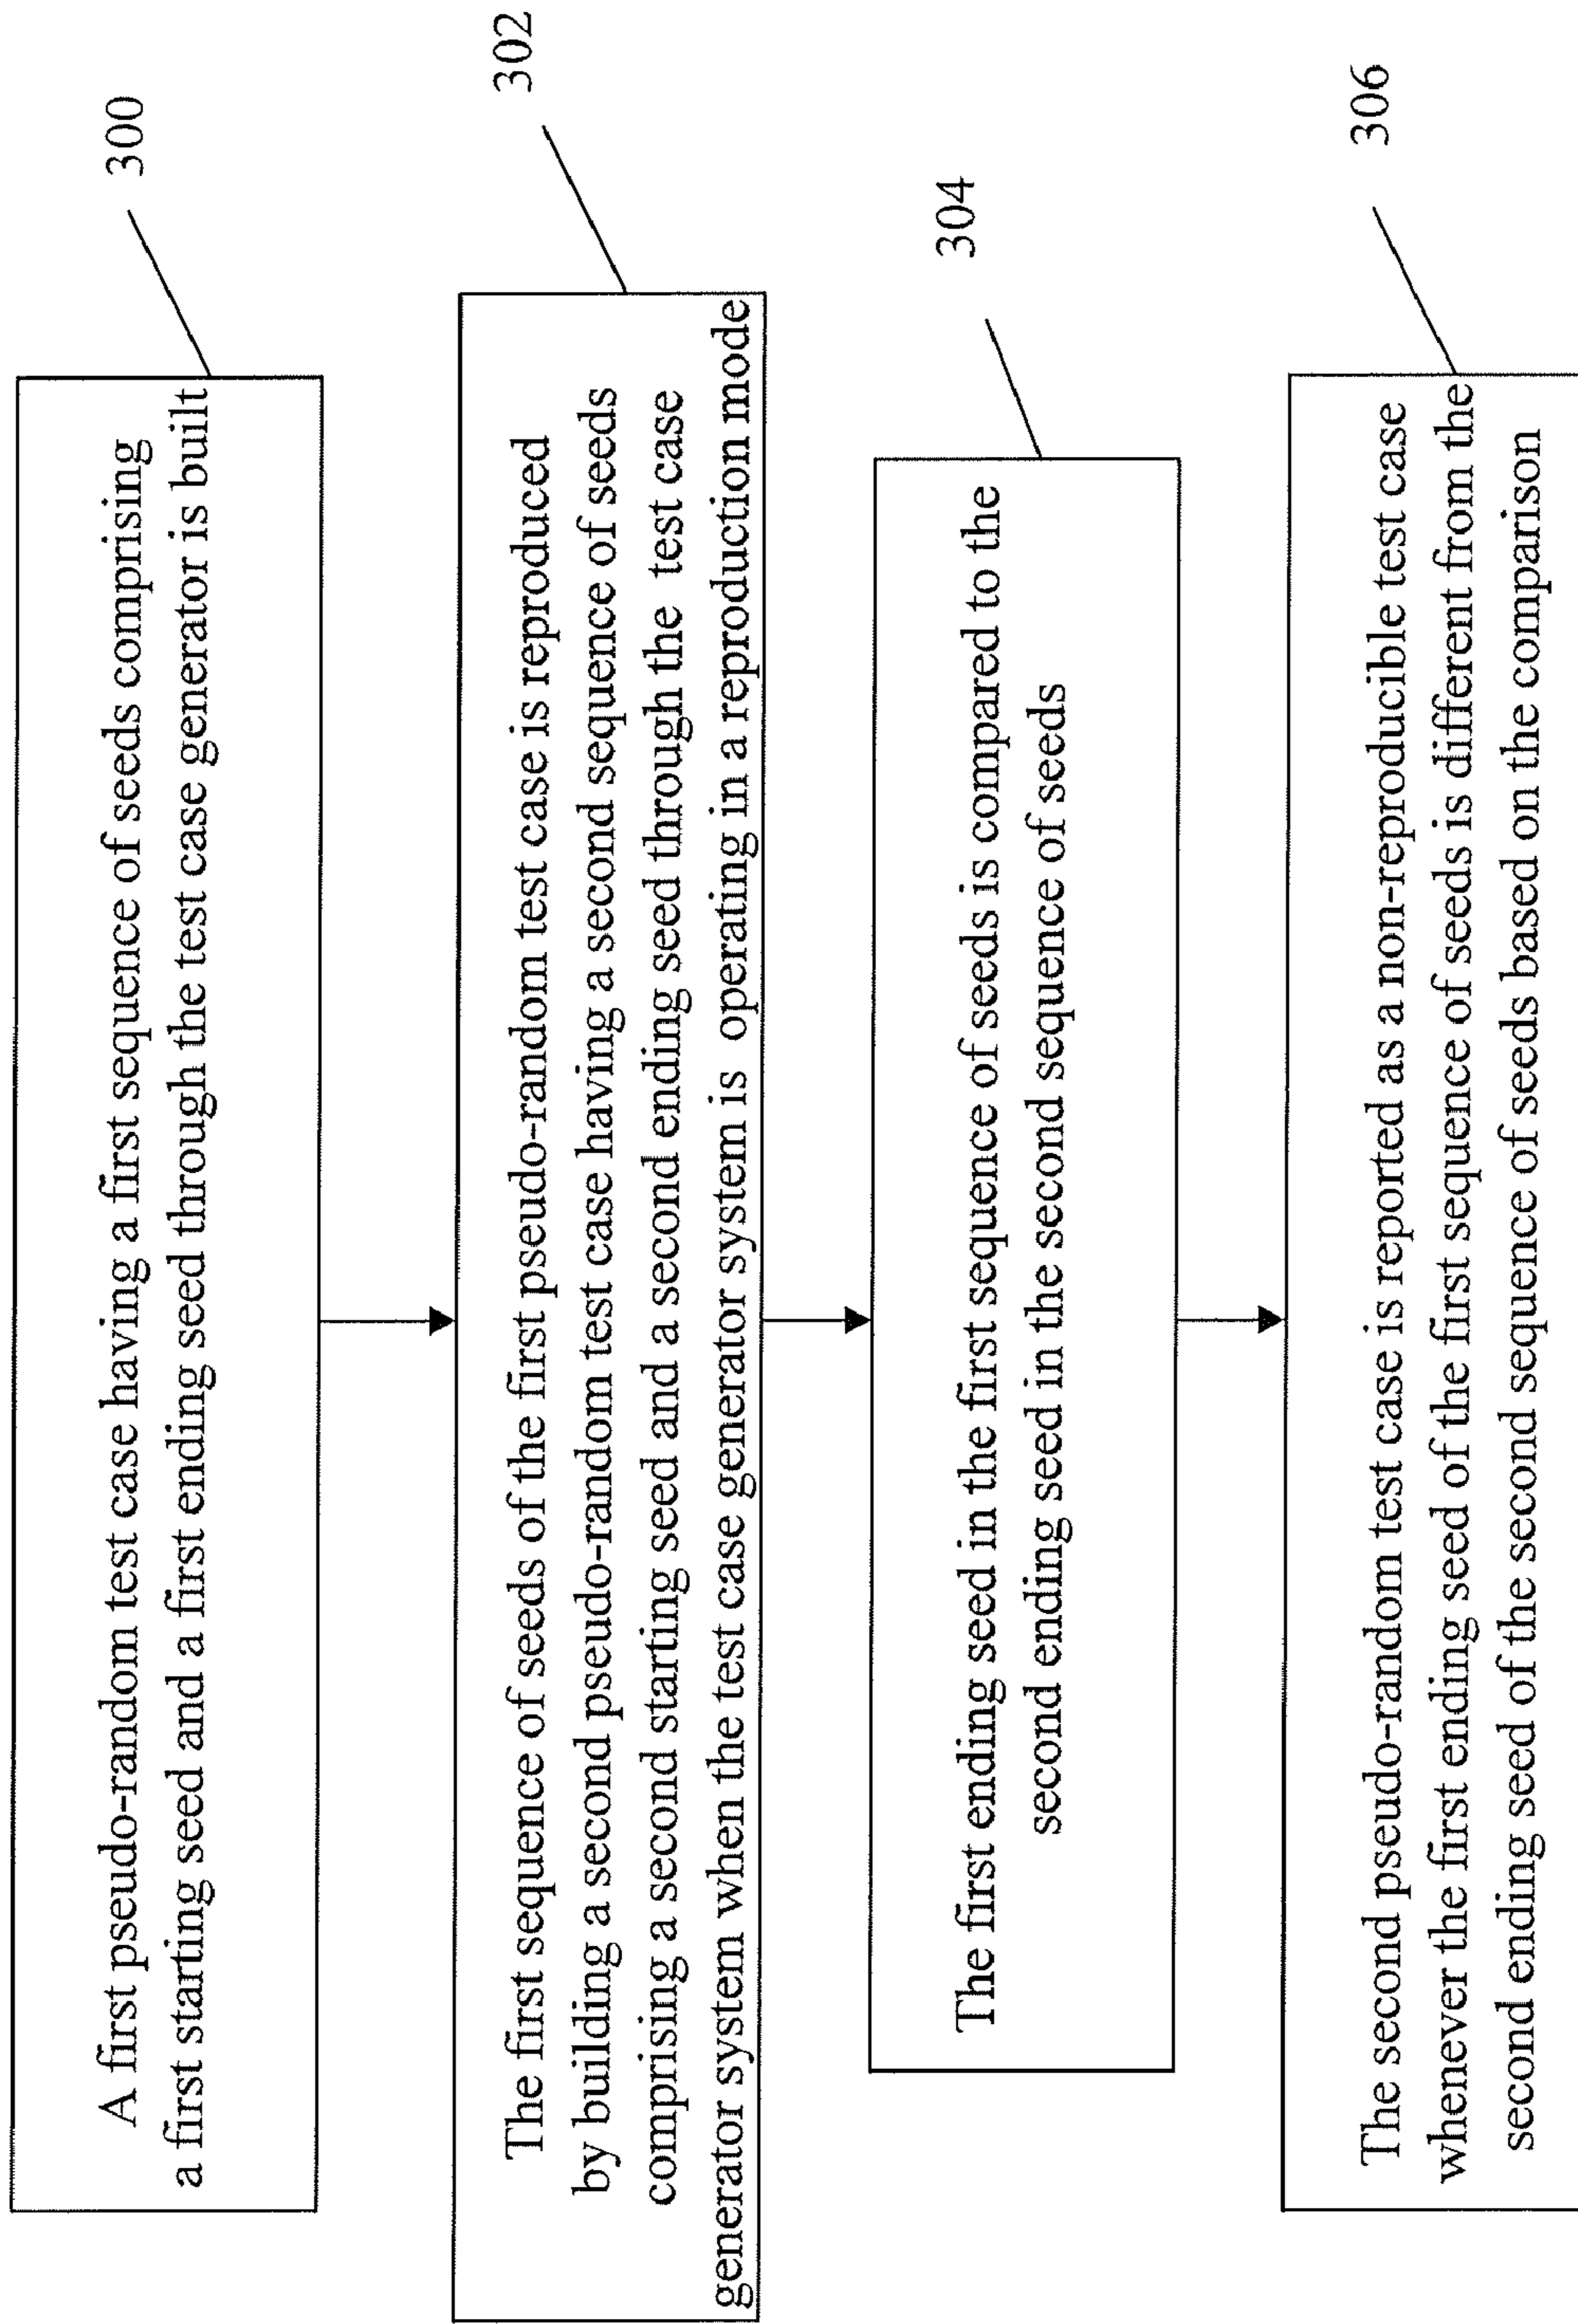 300
A first pseudo-random test case having a first sequence of seeds comprising
a first starting seed and a first ending seed through the test case generator is built
302
The first sequence of seeds of the first pseudo-random test case is reproduced
by building a second pseudo-random test case having a second sequence of seeds
comprising a second starting seed and a second ending seed through the test case
generator system when the test case generator system is operating in a reproduction mode
304
The first ending seed in the first sequence of seeds is compared to the
second ending seed in the second sequence of seeds
306
The second pseudo-random test case is reported as a non-reproducible test case
whenever the first ending seed of the first sequence of seeds is different from the
second ending seed of the second sequence of seeds based on the comparison